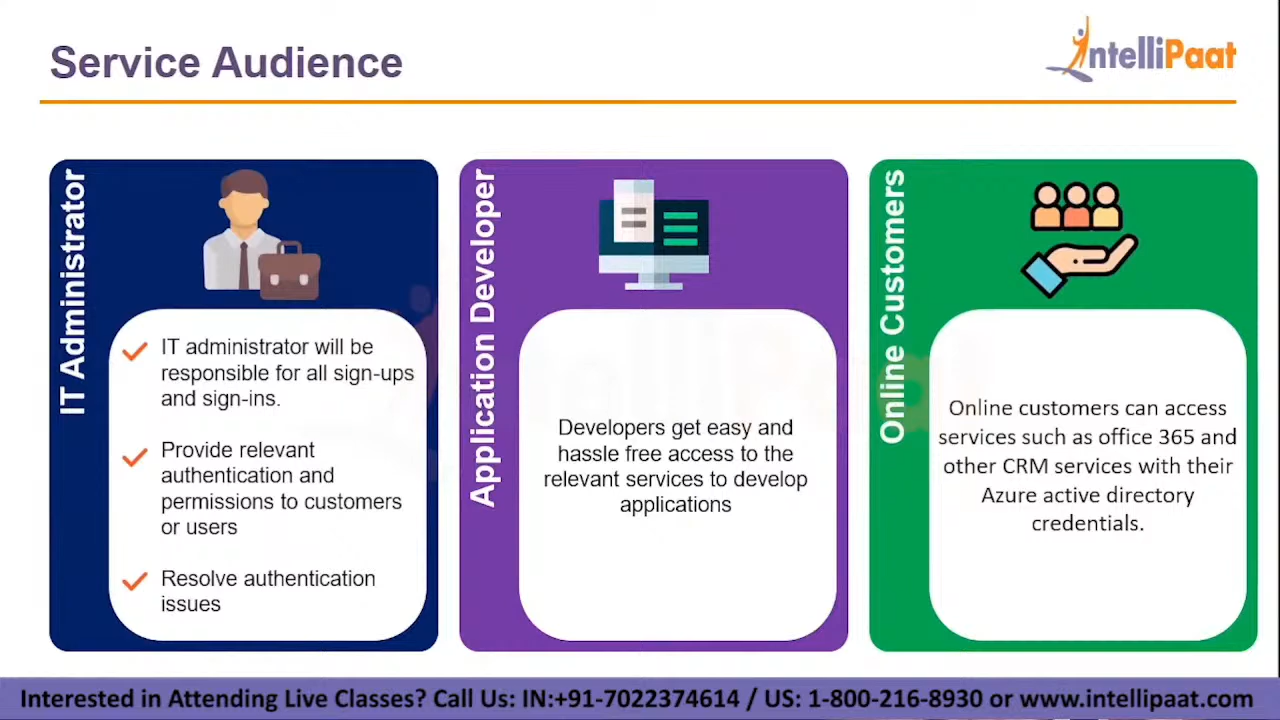 Service Audience
IntelliPaat
IT Administrator
IT administrator will be
responsible for all sign-ups
and sign-ins.
Provide relevant
authentication and
permissions to customers
or users
Resolve authentication
issues
Application Developer
Developers get easy and
hassle free access to the
relevant services to develop
applications
Online Customers
Online customers can access
services such as office 365 and
other CRM services with their
Azure active directory
credentials.
Interested in Attending Live Classes? Call Us: IN:+91-7022374614 / US: 1-800-216-8930 or www.intellipaat.com